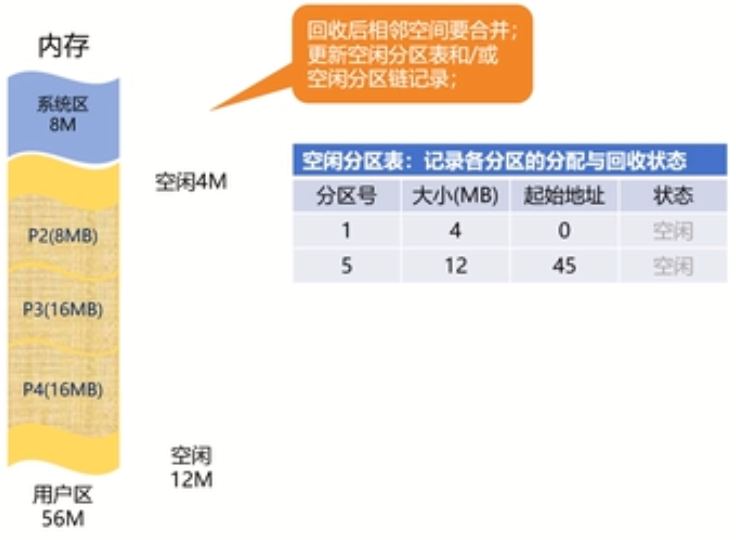 回收后相邻空间要合并；
更新空闲分区表和/或
空闲分区链记录；
内存
系统区
8M
空闲4M
P2(8MB)
P3(16MB)
P4(16MB)
空闲
12M
用户区
56M
空闲分区表：记录各分区的分配与回收状态
分区号 大小(MB) 起始地址 状态
1 4 0 空闲
5 12 45 空闲